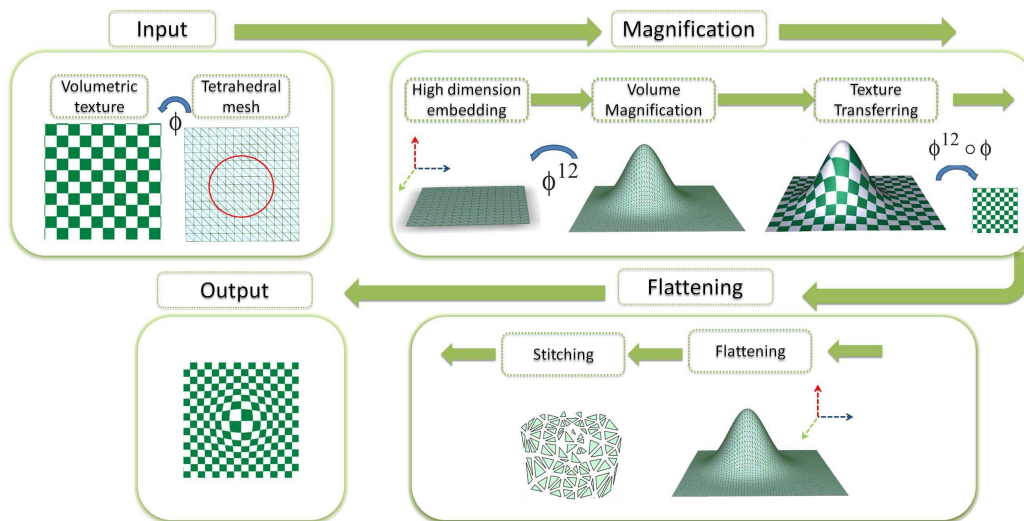 Input
Magnification
Volumetric
texture
ϕ
Tetrahedral
mesh
High dimension
embedding
ϕ¹²
Volume
Magnification
Texture
Transferring
ϕ¹² ∘ ϕ
Output
Flattening
Stitching
Flattening